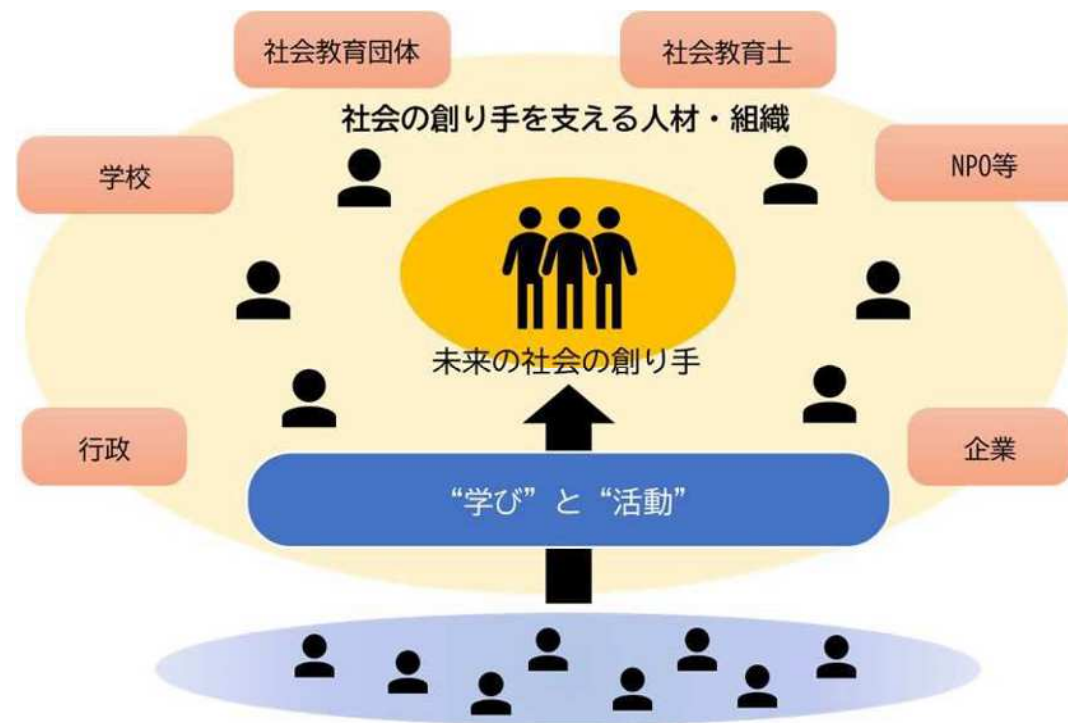 社会教育団体
社会教育士
社会の創り手を支える人材・組織
学校
NPO等
未来の社会の創り手
行政
企業
“学び”と“活動”